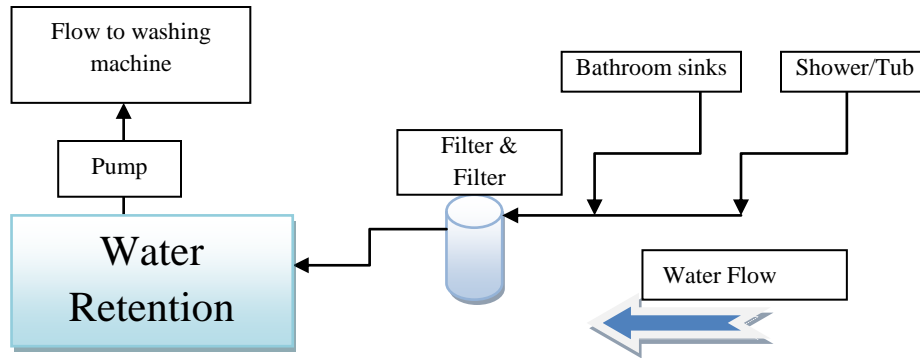 Flow to washing
machine
Bathroom sinks
Shower/Tub
Filter &
Filter
Pump
Water
Retention
Water Flow